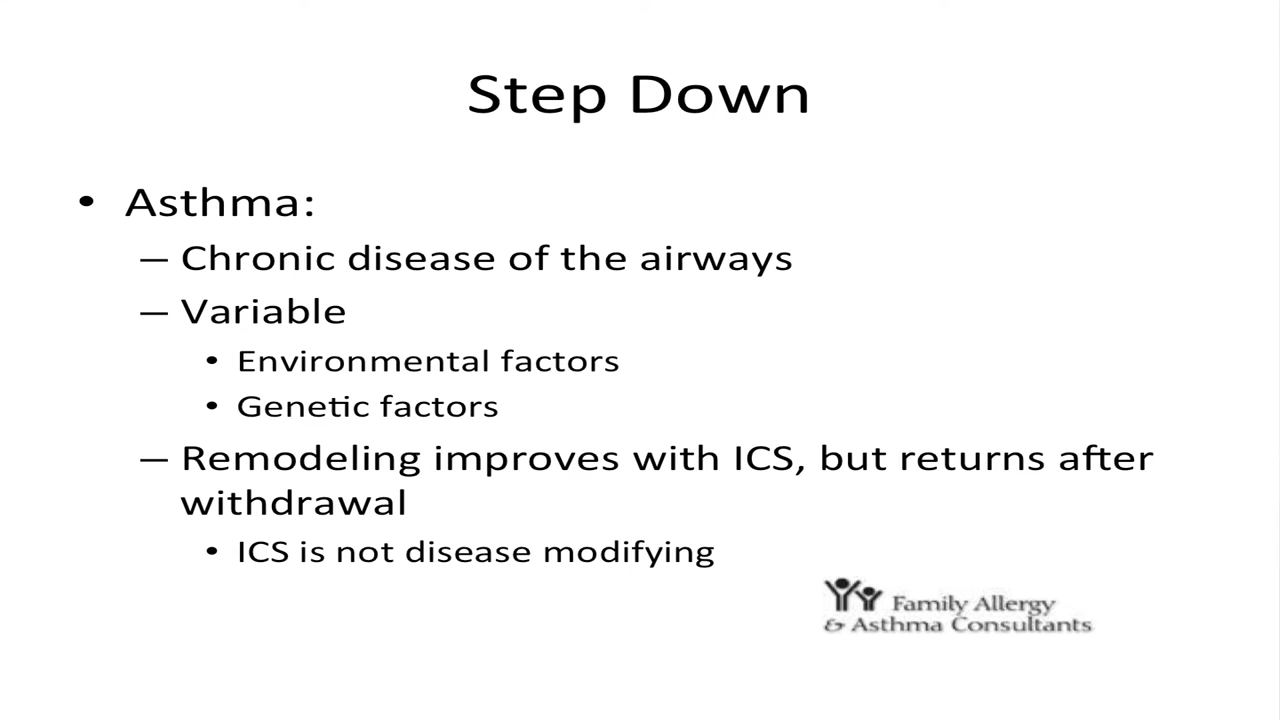 Step Down
• Asthma:
– Chronic disease of the airways
– Variable
• Environmental factors
• Genetic factors
– Remodeling improves with ICS, but returns after
withdrawal
• ICS is not disease modifying
Family Allergy
& Asthma Consultants